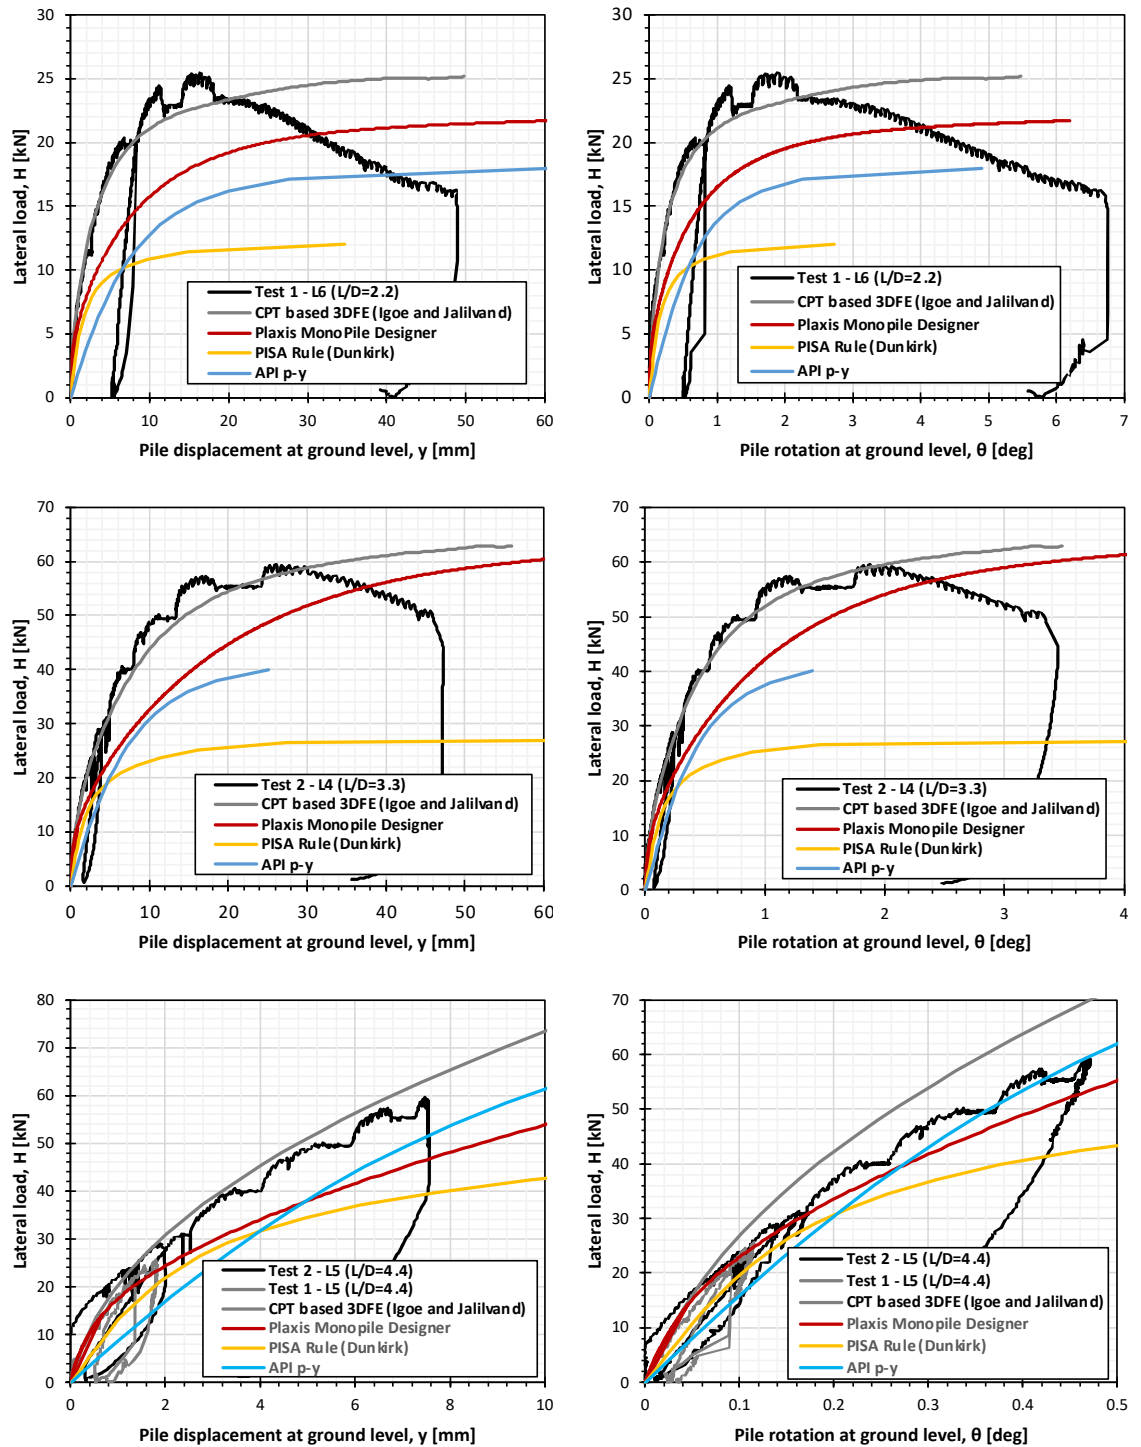 Lateral load, H [kN]
30
25
20
15
10
5
0
Test 1 - L6 (L/D=2.2)
CPT based 3DFE (Igoe and Jalilvand)
Plaxis Monopile Designer
PISA Rule (Dunkirk)
API p-y
0 10 20 30 40 50 60
Pile displacement at ground level, y [mm]
Lateral load, H [kN]
30
25
20
15
10
5
0
Test 1 - L6 (L/D=2.2)
CPT based 3DFE (Igoe and Jalilvand)
Plaxis Monopile Designer
PISA Rule (Dunkirk)
API p-y
0 1 2 3 4 5 6 7
Pile rotation at ground level, θ [deg]
Lateral load, H [kN]
70
60
50
40
30
20
10
0
Test 2 - L4 (L/D=3.3)
CPT based 3DFE (Igoe and Jalilvand)
Plaxis Monopile Designer
PISA Rule (Dunkirk)
API p-y
0 10 20 30 40 50 60
Pile displacement at ground level, y [mm]
Lateral load, H [kN]
70
60
50
40
30
20
10
0
Test 2 - L4 (L/D=3.3)
CPT based 3DFE (Igoe and Jalilvand)
Plaxis Monopile Designer
PISA Rule (Dunkirk)
API p-y
0 1 2 3 4
Pile rotation at ground level, θ [deg]
Lateral load, H [kN]
80
70
60
50
40
30
20
10
0
Test 2 - L5 (L/D=4.4)
Test 1 - L5 (L/D=4.4)
CPT based 3DFE (Igoe and Jalilvand)
Plaxis Monopile Designer
PISA Rule (Dunkirk)
API p-y
0 2 4 6 8 10
Pile displacement at ground level, y [mm]
Lateral load, H [kN]
70
60
50
40
30
20
10
0
Test 2 - L5 (L/D=4.4)
Test 1 - L5 (L/D=4.4)
CPT based 3DFE (Igoe and Jalilvand)
Plaxis Monopile Designer
PISA Rule (Dunkirk)
API p-y
0 0.1 0.2 0.3 0.4 0.5
Pile rotation at ground level, θ [deg]